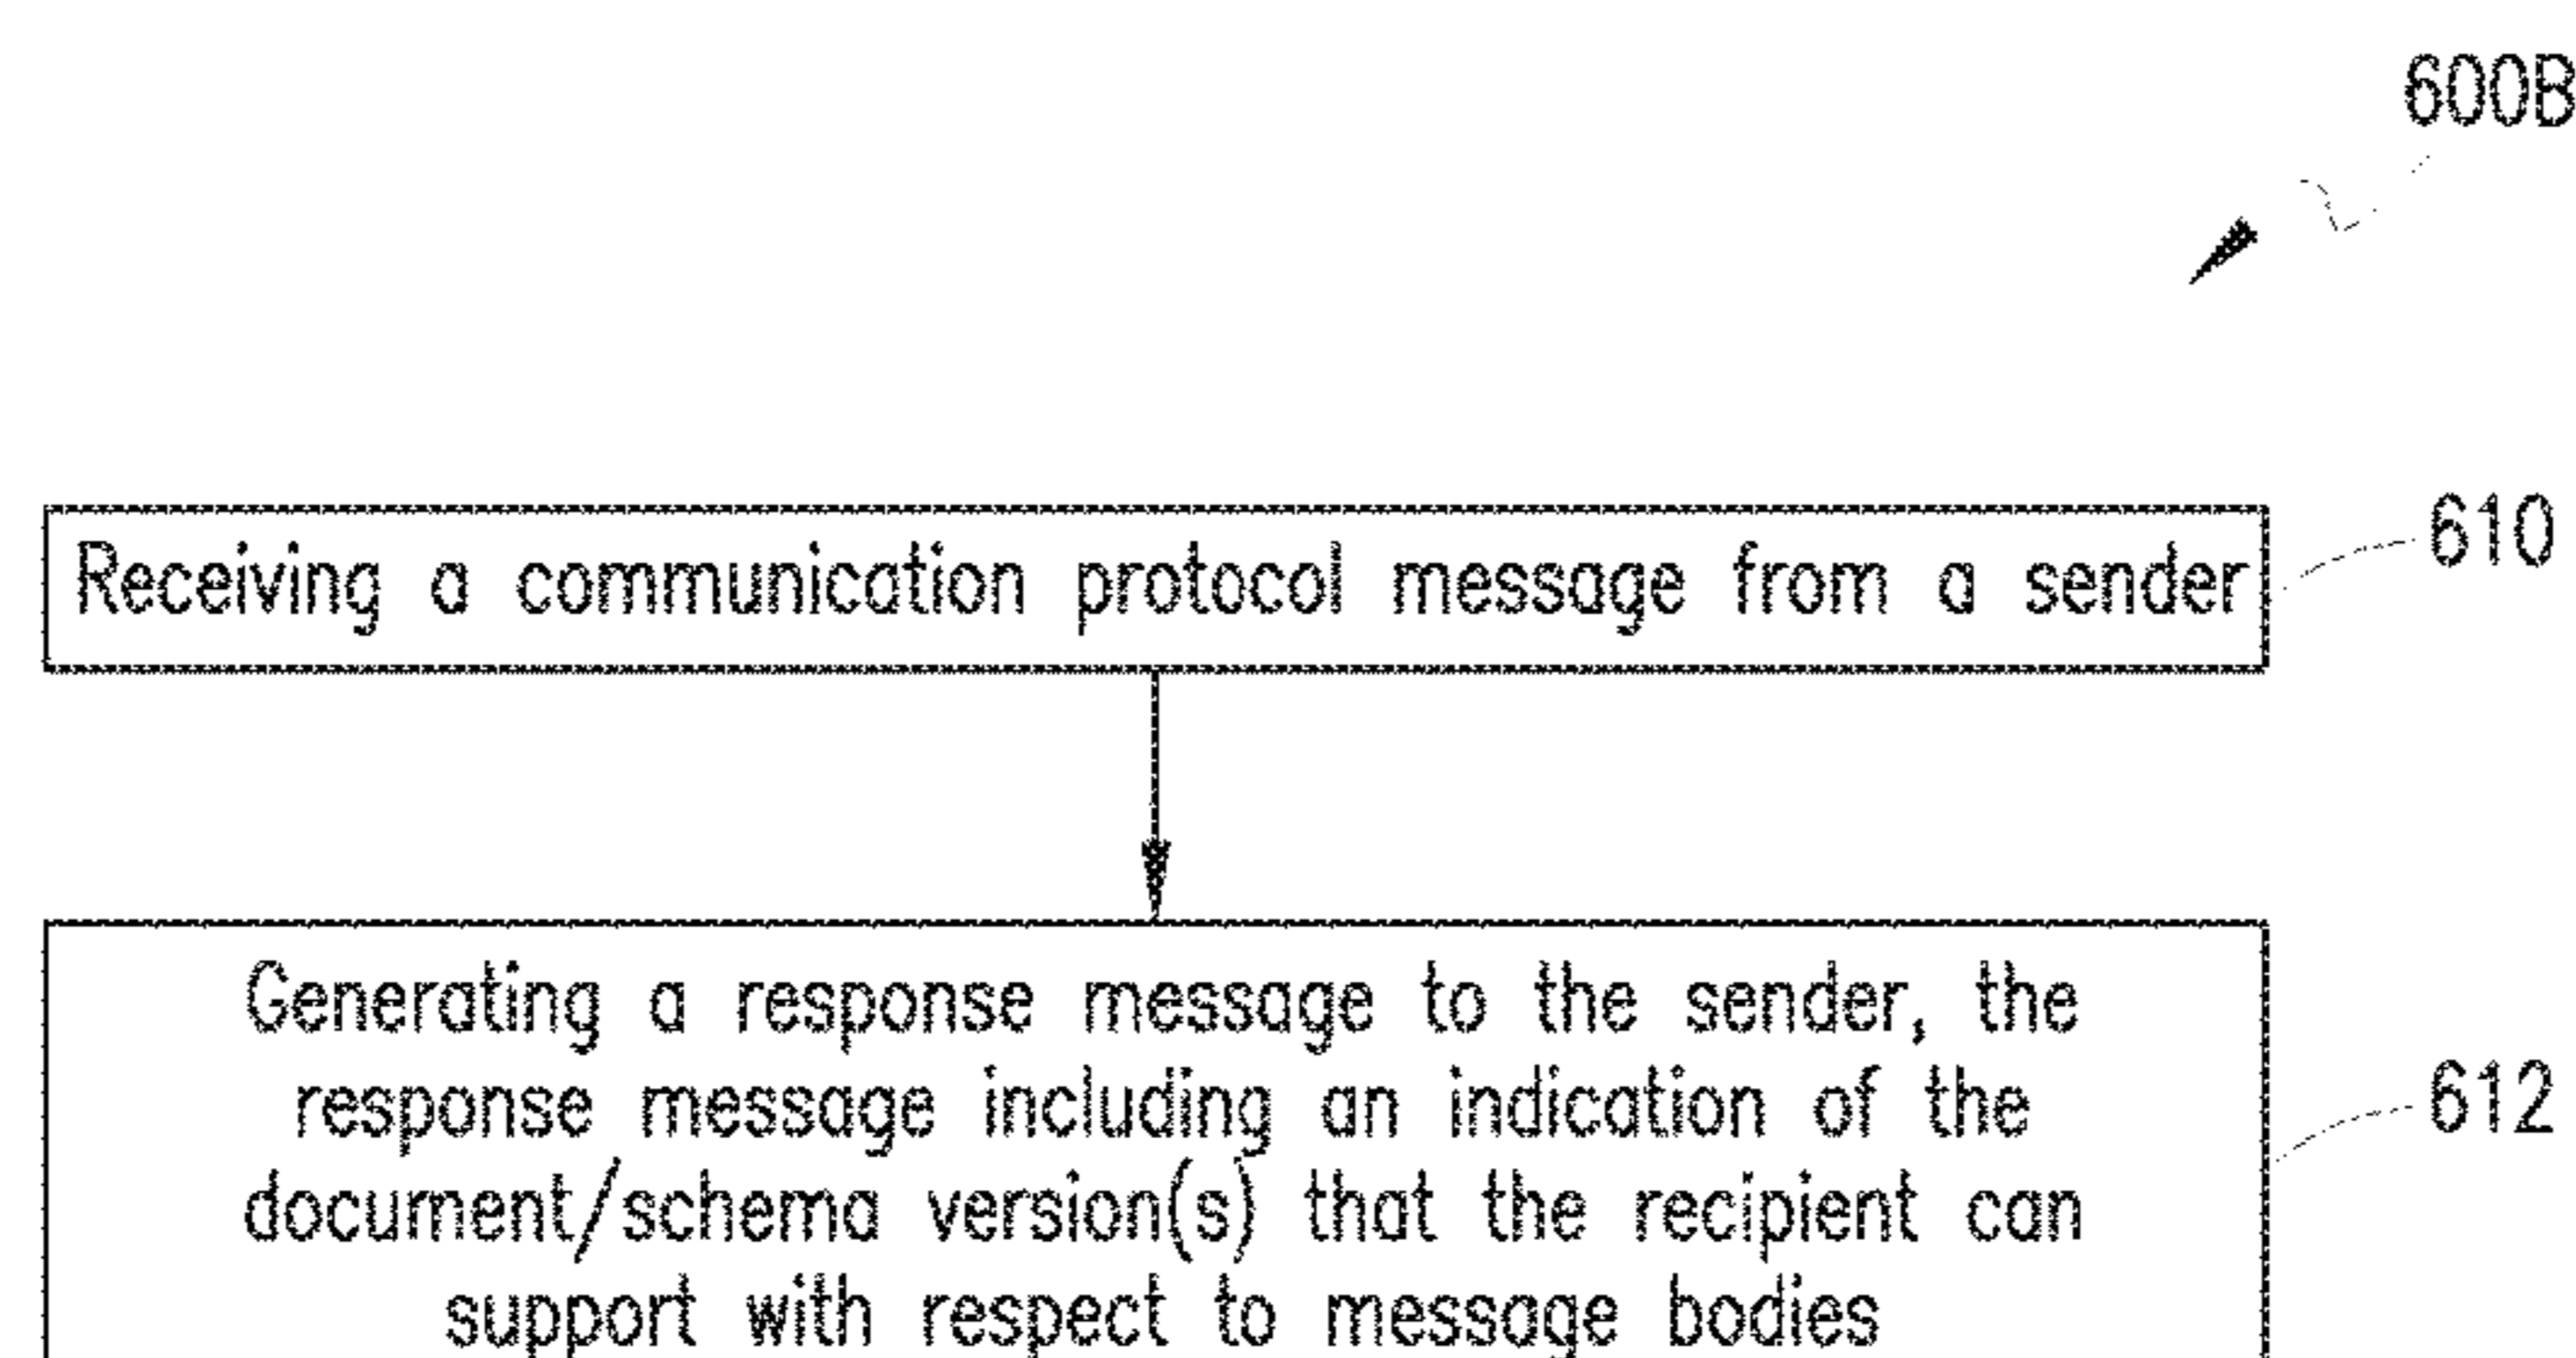 600B
Receiving a communication protocol message from a sender
610
Generating a response message to the sender, the
response message including an indication of the
document/schema version(s) that the recipient can
support with respect to message bodies
612